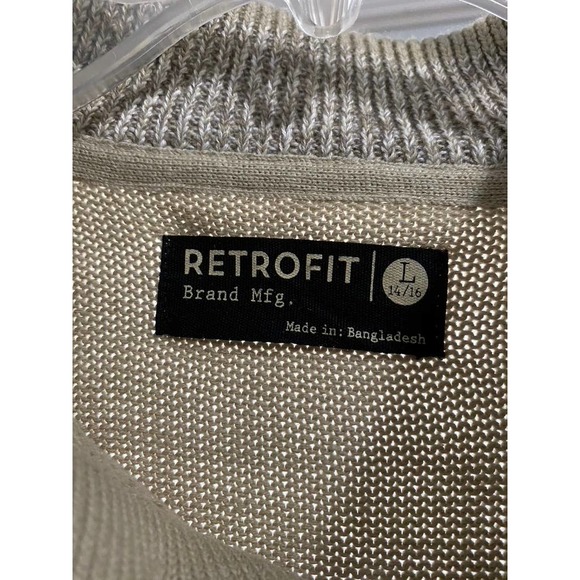 RETROFIT
Brand Mfg.
L
14/16
Made in: Bangladesh